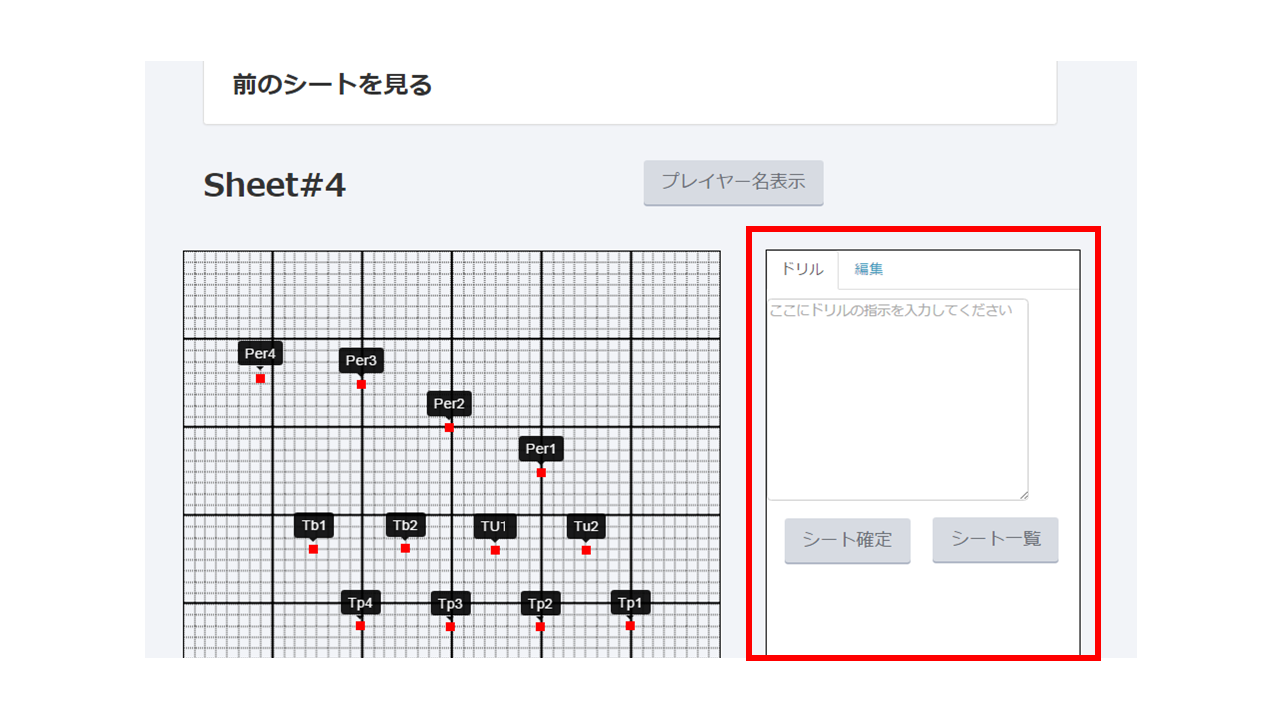 前のシートを見る
Sheet#4
プレイヤー名表示
ドリル 編集
ここにドリルの指示を入力してください
シート確定 シート一覧
Per4
Per3
Per2
Per1
Tb1 Tb2 TU1 Tu2
Tp4 Tp3 Tp2 Tp1